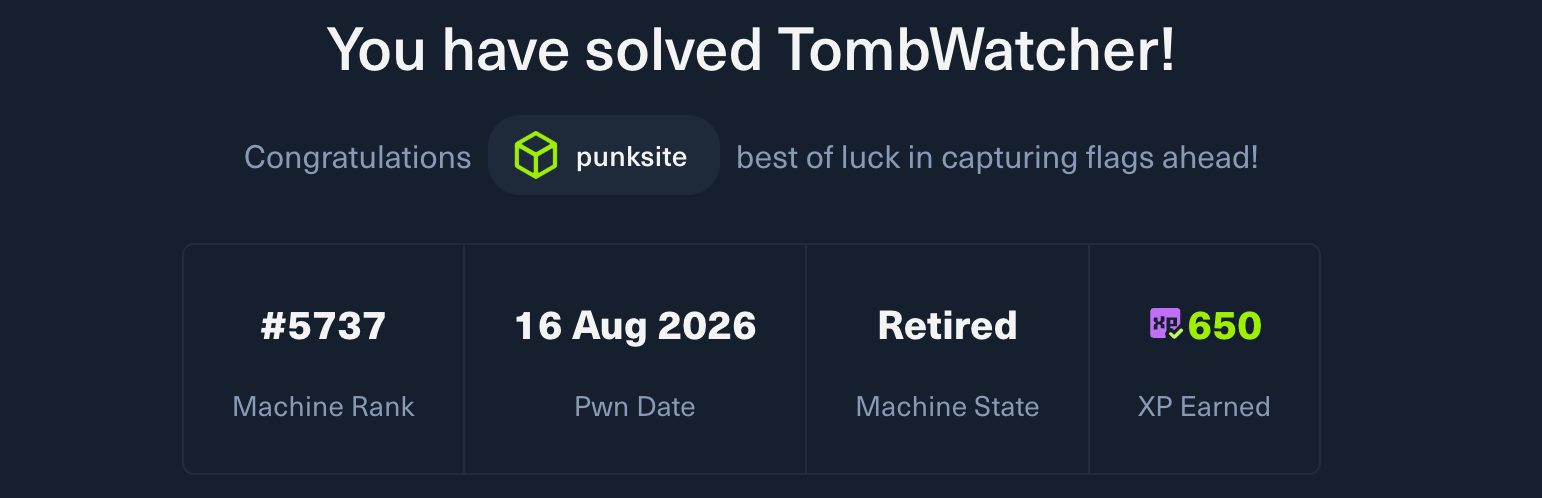 You have solved TombWatcher!
Congratulations punksite best of luck in capturing flags ahead!
#5737 16 Aug 2026 Retired XP 650
Machine Rank Pwn Date Machine State XP Earned